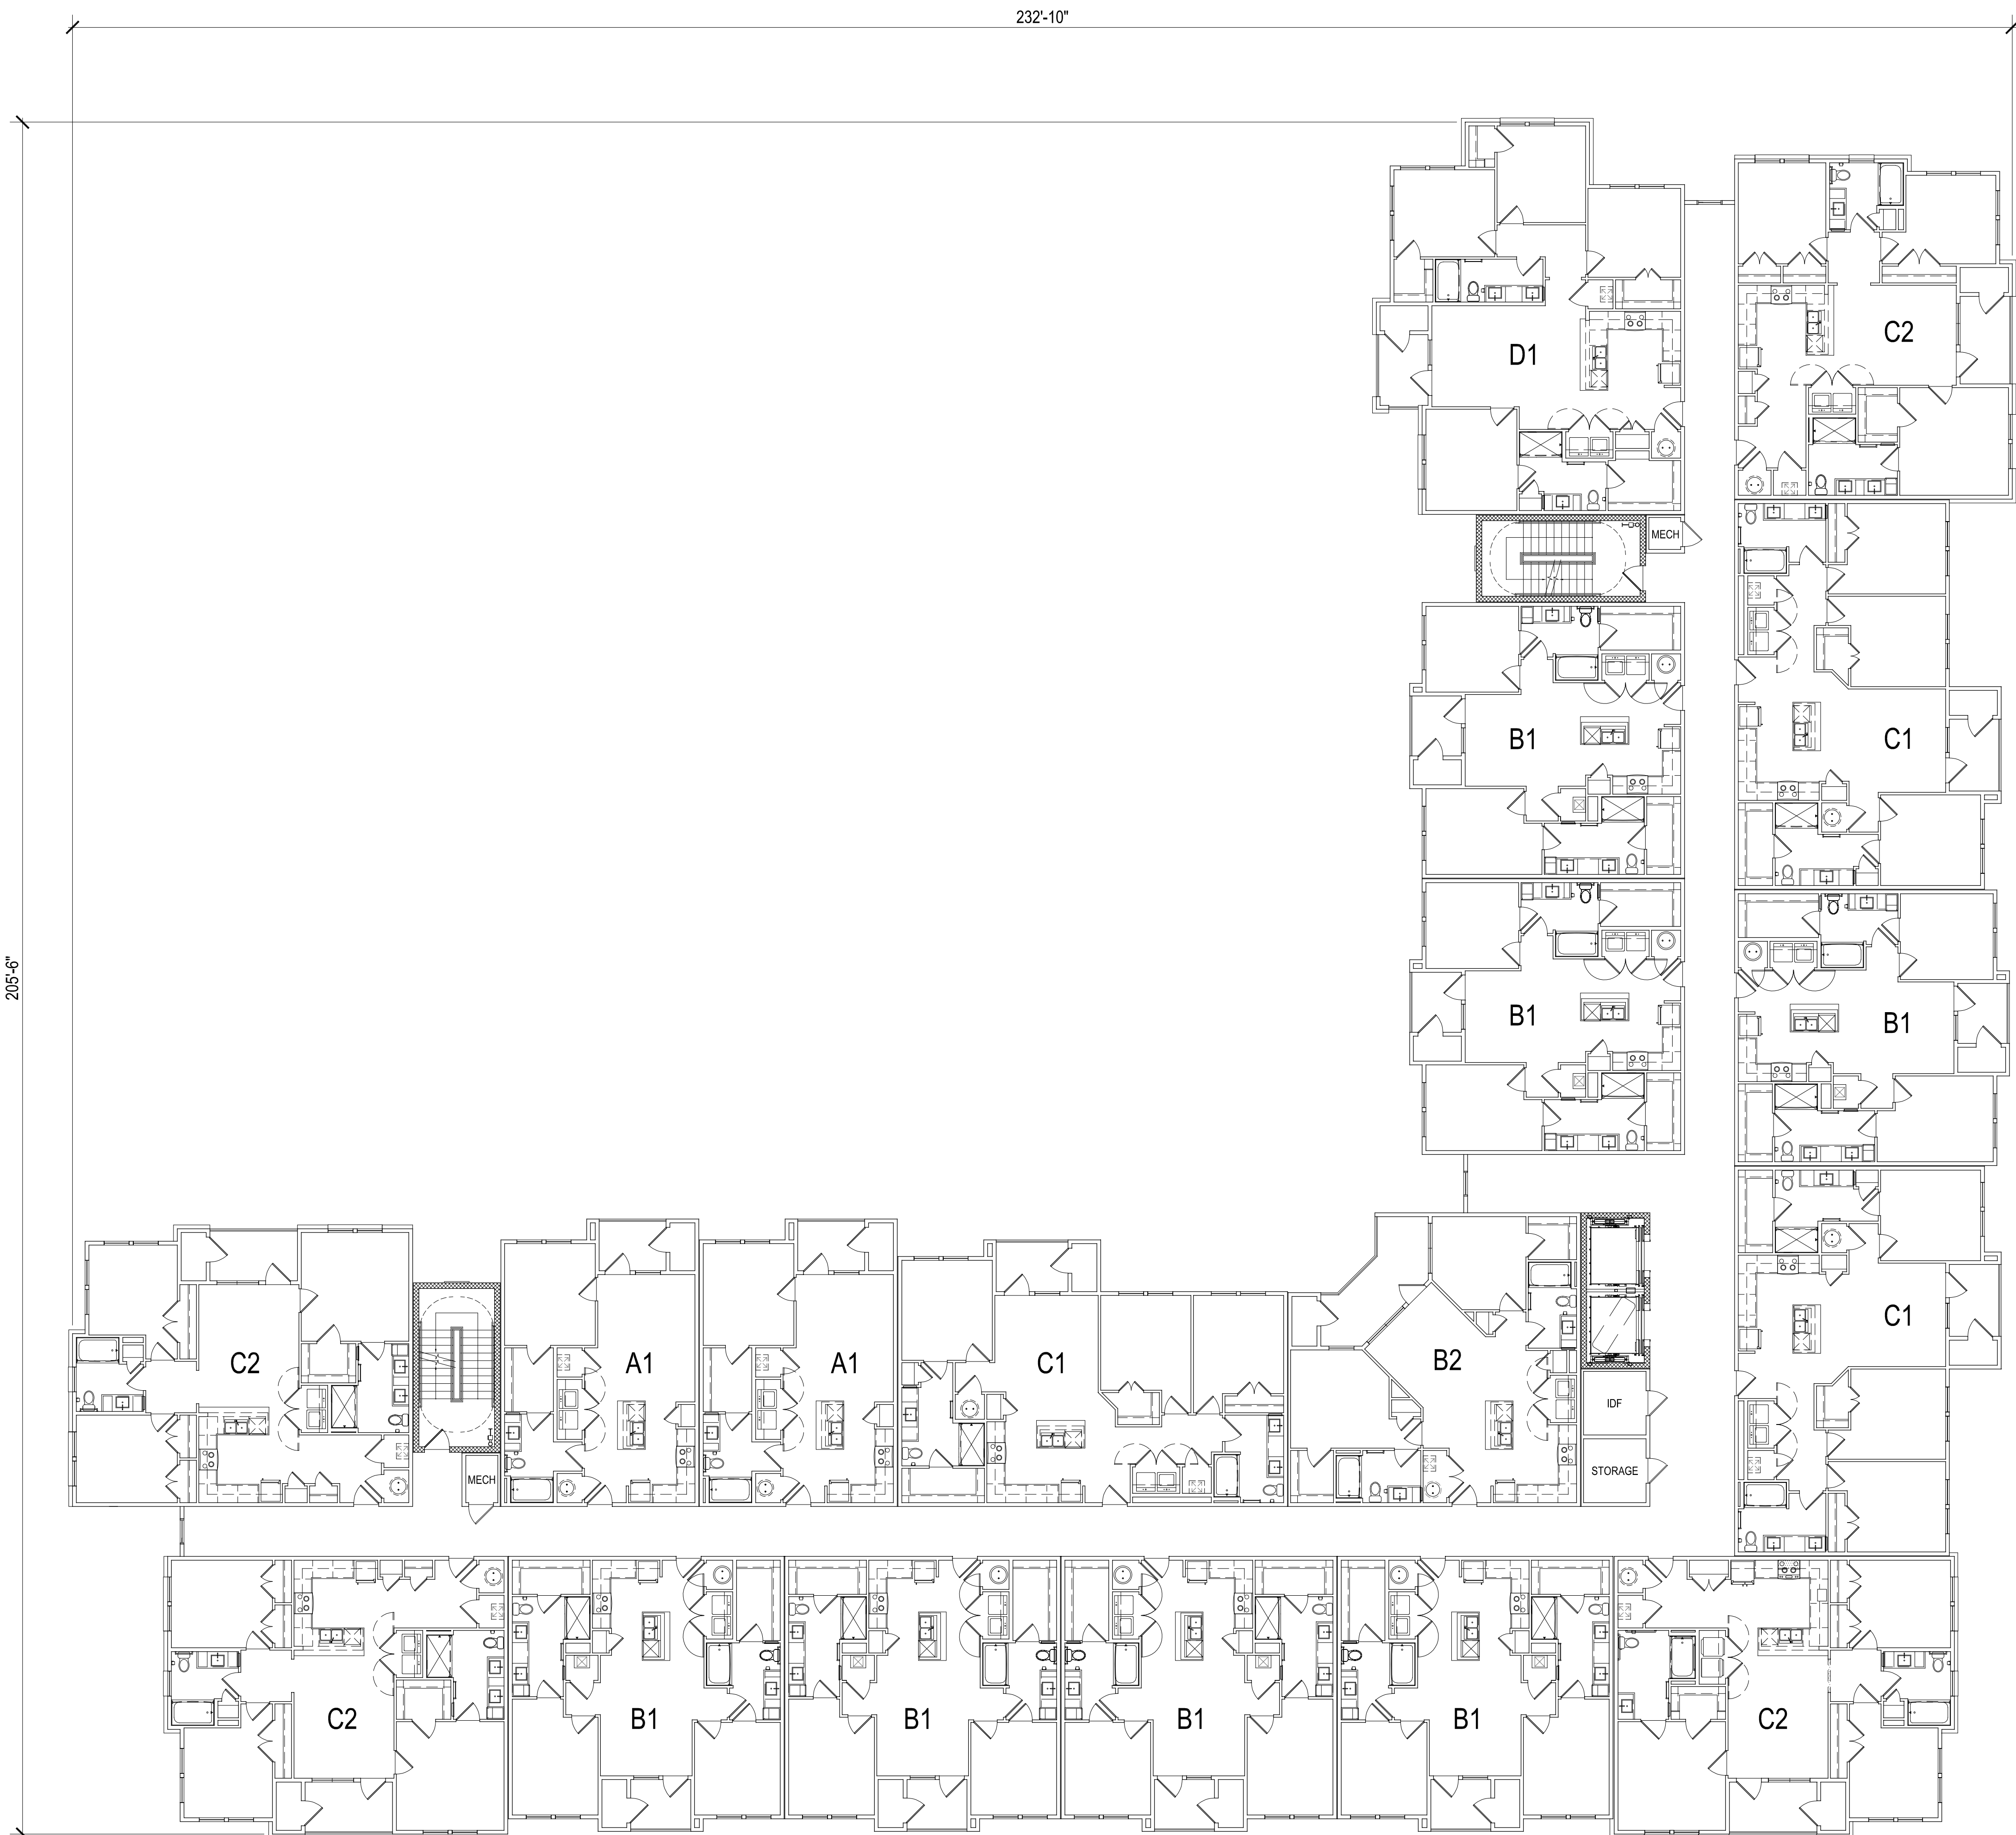 232'-10"
205'-6"
D1
C2
MECH
B1
C1
B1
B1
C1
C2
A1
A1
C1
B2
IDF
STORAGE
MECH
C2
B1
B1
B1
B1
C2